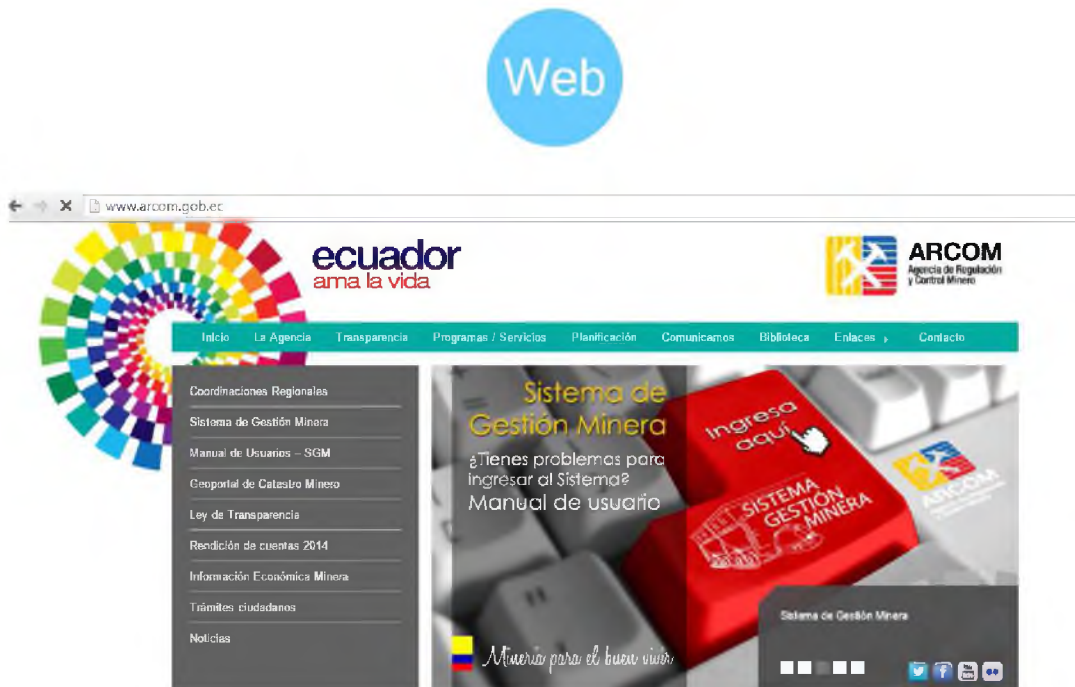 Web
www.arcom.gob.ec
ecuador
ama la vida
ARCOM
Agencia de Regulación
y Control Minero
Inicio La Agencia Transparencia Programas / Servicios Planificación Comunicamos Biblioteca Enlaces Contacto
Coordinaciones Regionales
Sistema de Gestión Minera
Manual de Usuarios – SGM
Geoportal de Catastro Minero
Ley de Transparencia
Rendición de cuentas 2014
Información Económica Minera
Trámites ciudadanos
Noticias
Sistema de
Gestión Minera
¿Tienes problemas para
ingresar al Sistema?
Manual de usuario
Ingresa
aquí
SISTEMA
GESTIÓN
MINERA
ARCOM
Minería para el buen vivir
Sistema de Gestión Minera